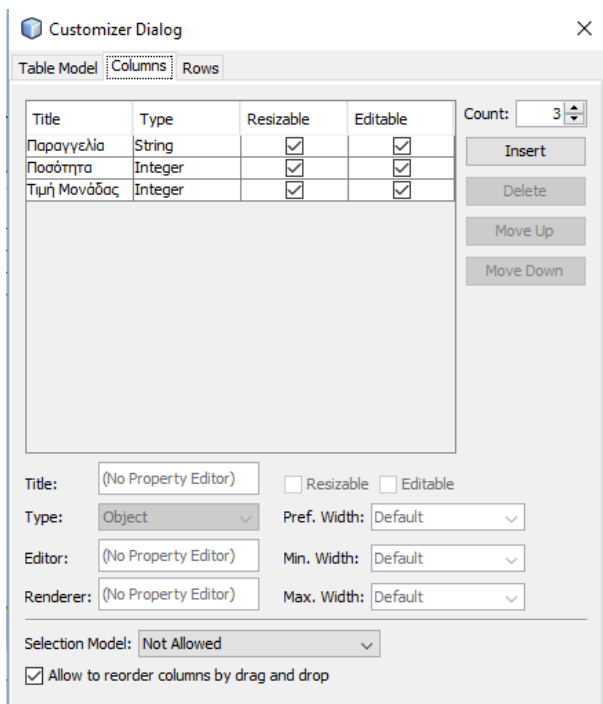 Customizer Dialog
Table Model Columns Rows
Title Type Resizable Editable
Παραγγελία String
Ποσότητα Integer
Τιμή Μονάδας Integer
Count: 3
Insert
Delete
Move Up
Move Down
Title: (No Property Editor) Resizable Editable
Type: Object Pref. Width: Default
Editor: (No Property Editor) Min. Width: Default
Renderer: (No Property Editor) Max. Width: Default
Selection Model: Not Allowed
Allow to reorder columns by drag and drop